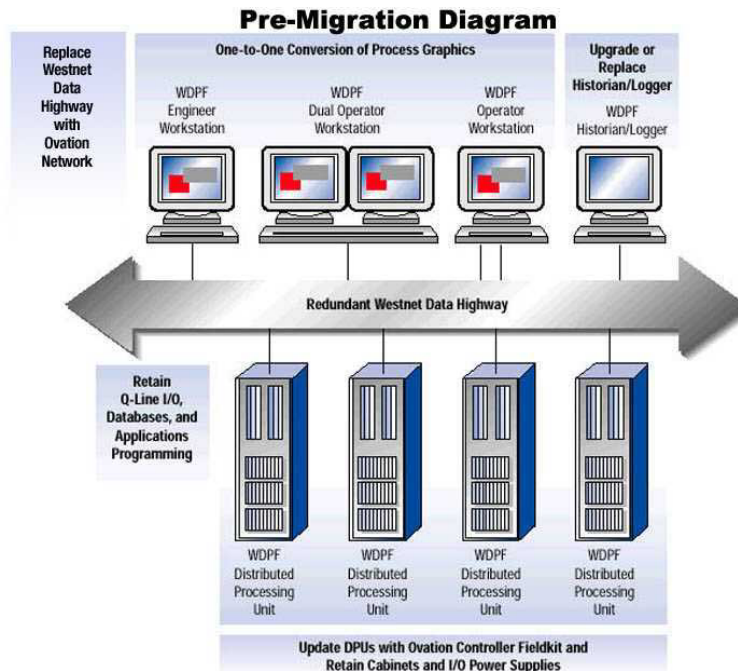 Pre-Migration Diagram
Replace
Westnet
Data
Highway
with
Ovation
Network
One-to-One Conversion of Process Graphics
Upgrade or
Replace
Historian/Logger
WDPF
Engineer
Workstation
WDPF
Dual Operator
Workstation
WDPF
Operator
Workstation
WDPF
Historian/Logger
Redundant Westnet Data Highway
Retain
Q-Line I/O,
Databases, and
Applications
Programming
WDPF
Distributed
Processing
Unit
WDPF
Distributed
Processing
Unit
WDPF
Distributed
Processing
Unit
WDPF
Distributed
Processing
Unit
Update DPUs with Ovation Controller Fieldkit and
Retain Cabinets and I/O Power Supplies